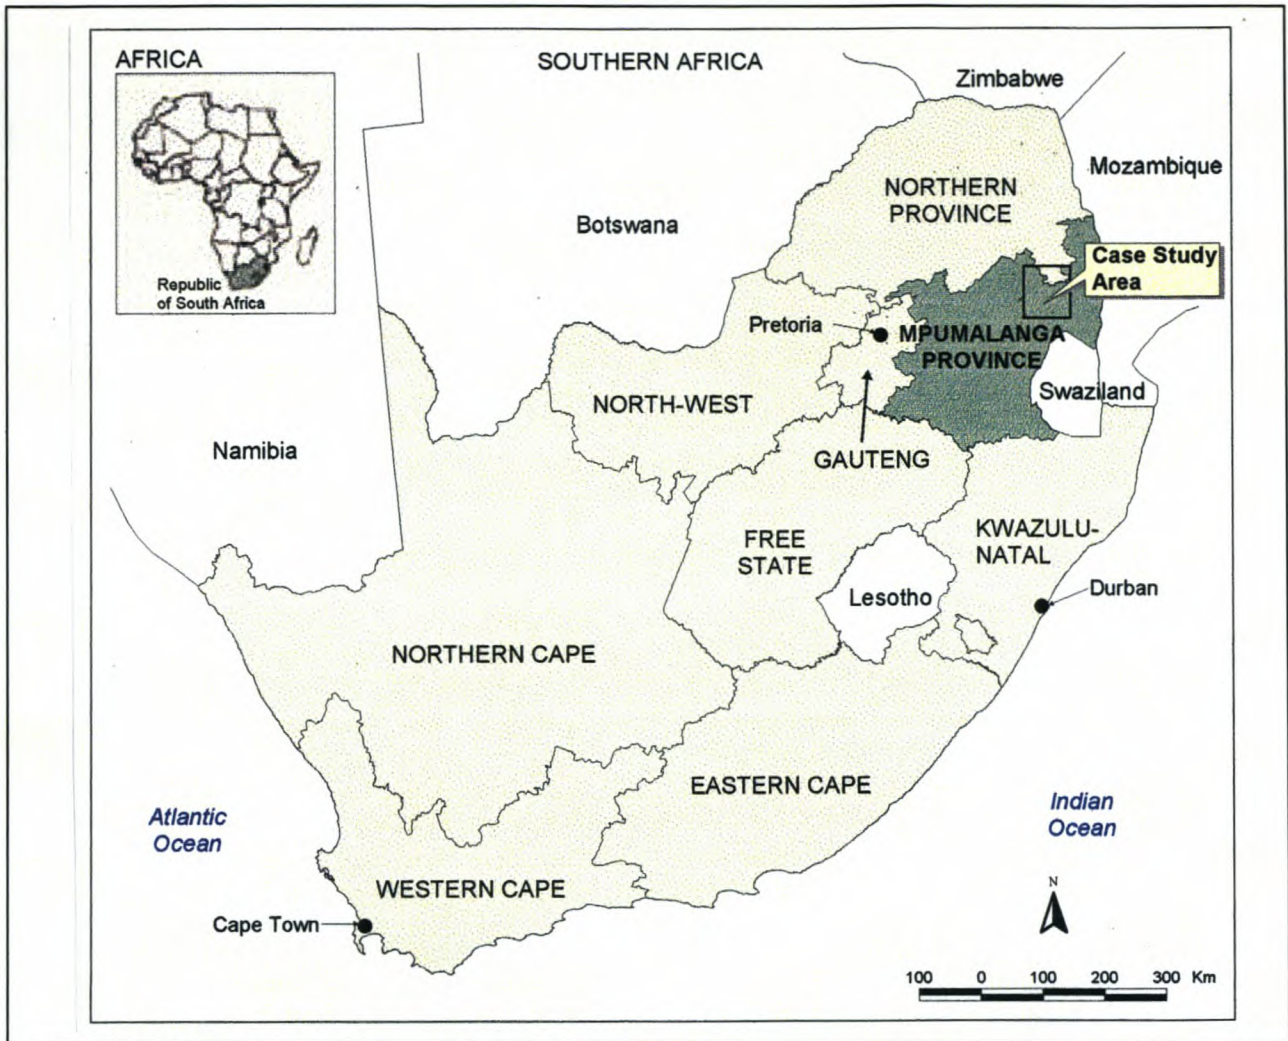 AFRICA
SOUTHERN AFRICA
Zimbabwe
Mozambique
NORTHERN
PROVINCE
Botswana
Case Study
Area
Republic
of South Africa
Pretoria
MPUMALANGA
PROVINCE
Swaziland
NORTH-WEST
Namibia
GAUTENG
FREE
STATE
KWAZULU-
NATAL
Lesotho
Durban
NORTHERN CAPE
EASTERN CAPE
Atlantic
Ocean
Indian
Ocean
WESTERN CAPE
N
Cape Town
100 0 100 200 300 Km